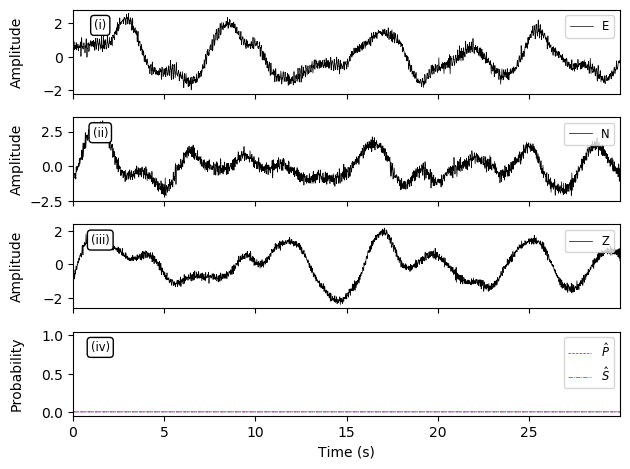 Amplitude
2
0
−2
(i)
E
Amplitude
2.5
0.0
−2.5
(ii)
N
Amplitude
2
0
−2
(iii)
Z
Probability
1.0
0.5
0.0
(iv)
P̂
Ŝ
0 5 10 15 20 25
Time (s)